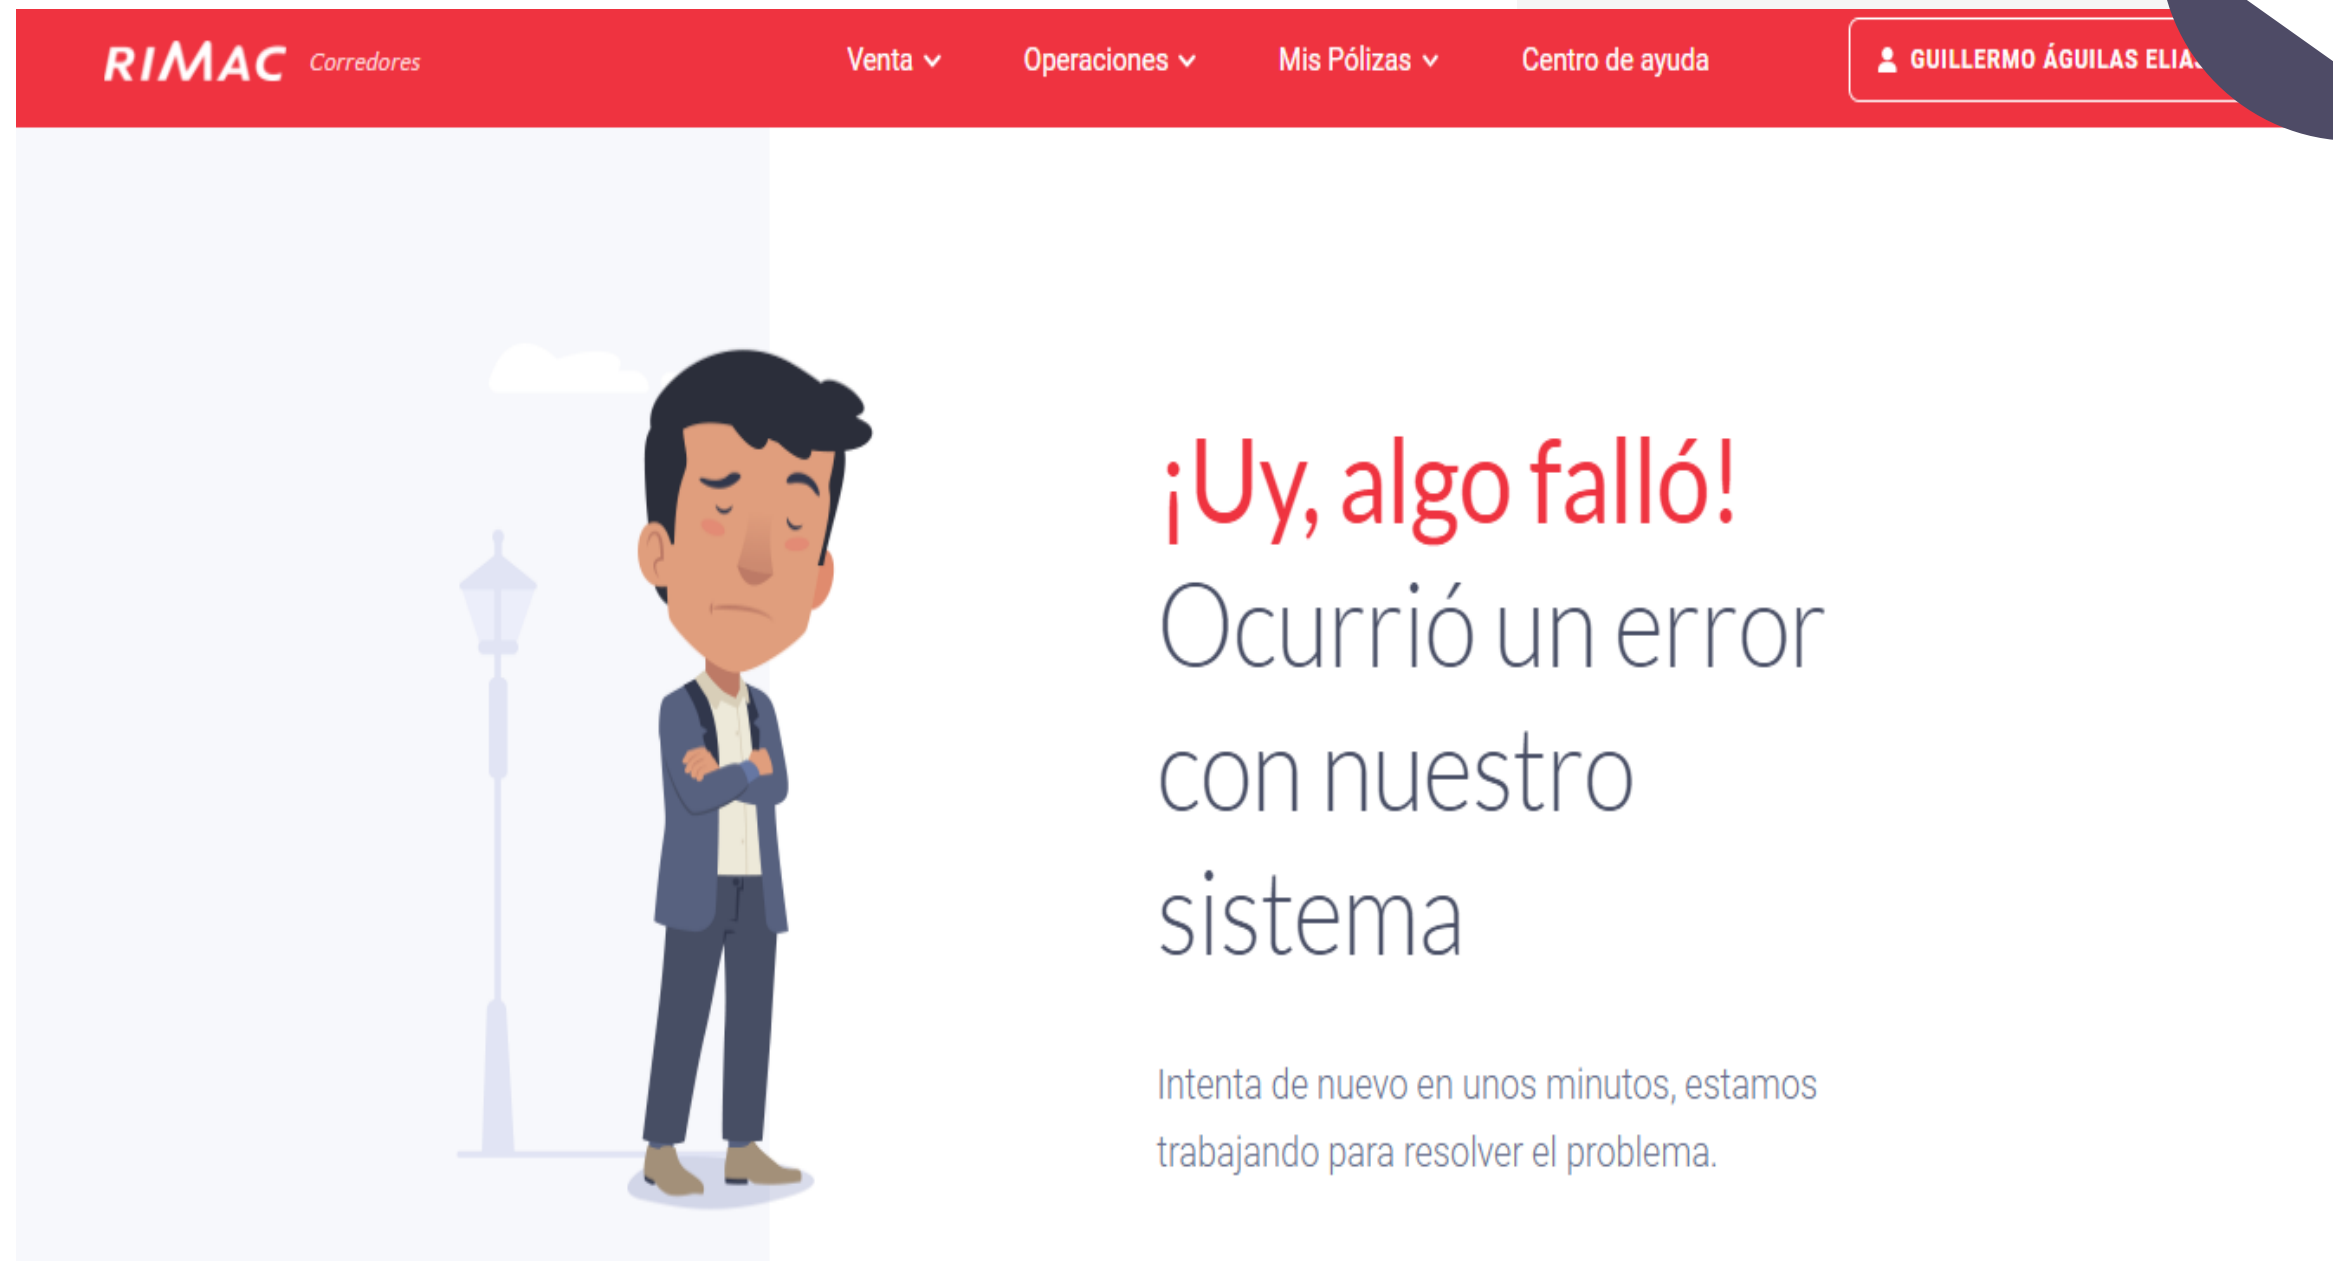 RIMAC Corredores Venta Operaciones Mis Pólizas Centro de ayuda GUILLERMO ÁGUILAS
¡Uy, algo falló!
Ocurrió un error
con nuestro
sistema
Intenta de nuevo en unos minutos, estamos
trabajando para resolver el problema.